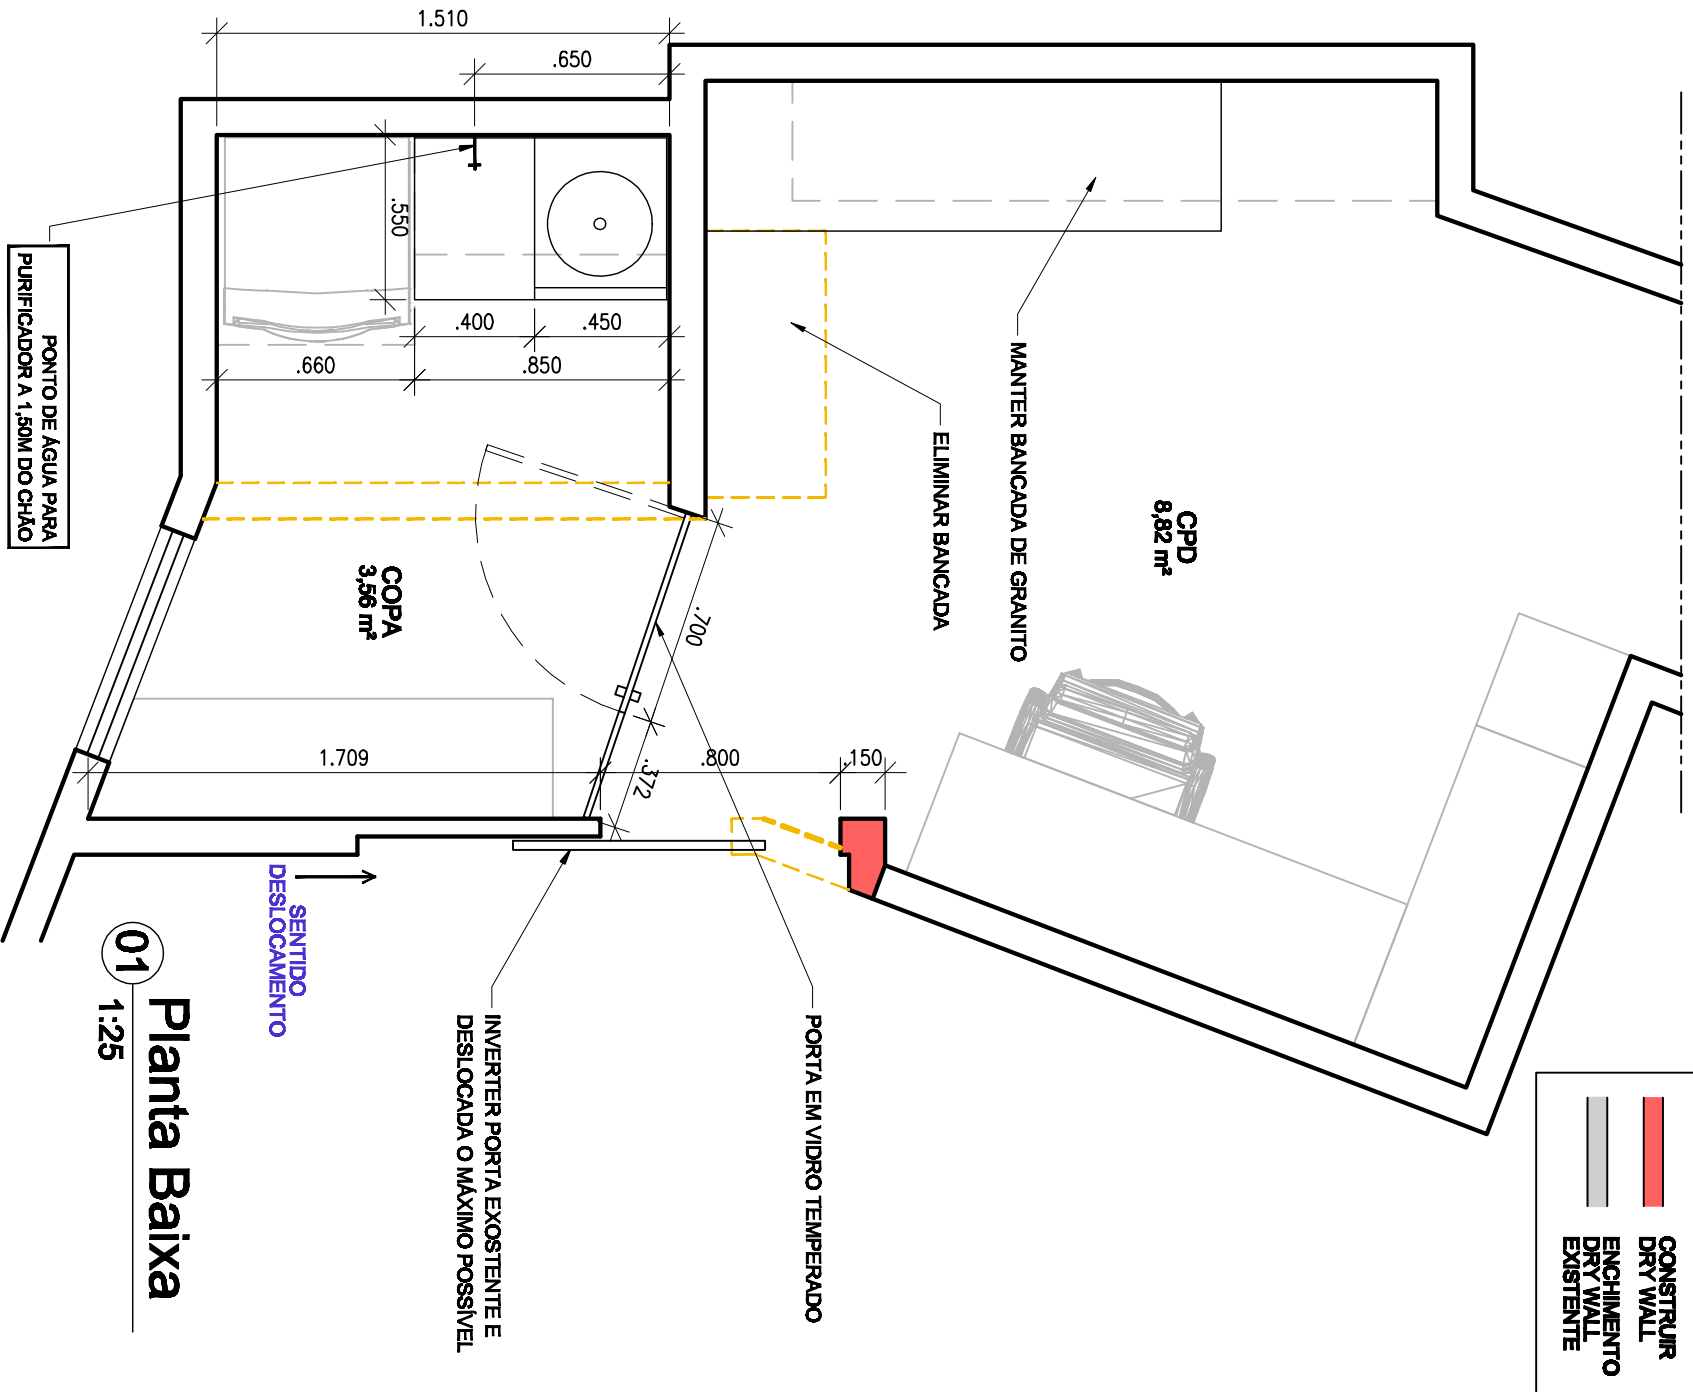 1.510
.650
.550
.400
.450
.660
.850
PONTO DE ÁGUA PARA
PURIFICADOR A 1,50M DO CHÃO
MANTER BANCADA DE GRANITO
ELIMINAR BANCADA
CPD
8,82 m²
COPA
3,56 m²
.700
.372
1.709
.800
.150
SENTIDO
DESLOCAMENTO
01
Planta Baixa
1:25
INVERTER PORTA EXOSTENTE E
DESLOCADA O MÁXIMO POSSÍVEL
PORTA EM VIDRO TEMPERADO
CONSTRUIR
DRY WALL
ENCHIMENTO
DRY WALL
EXISTENTE